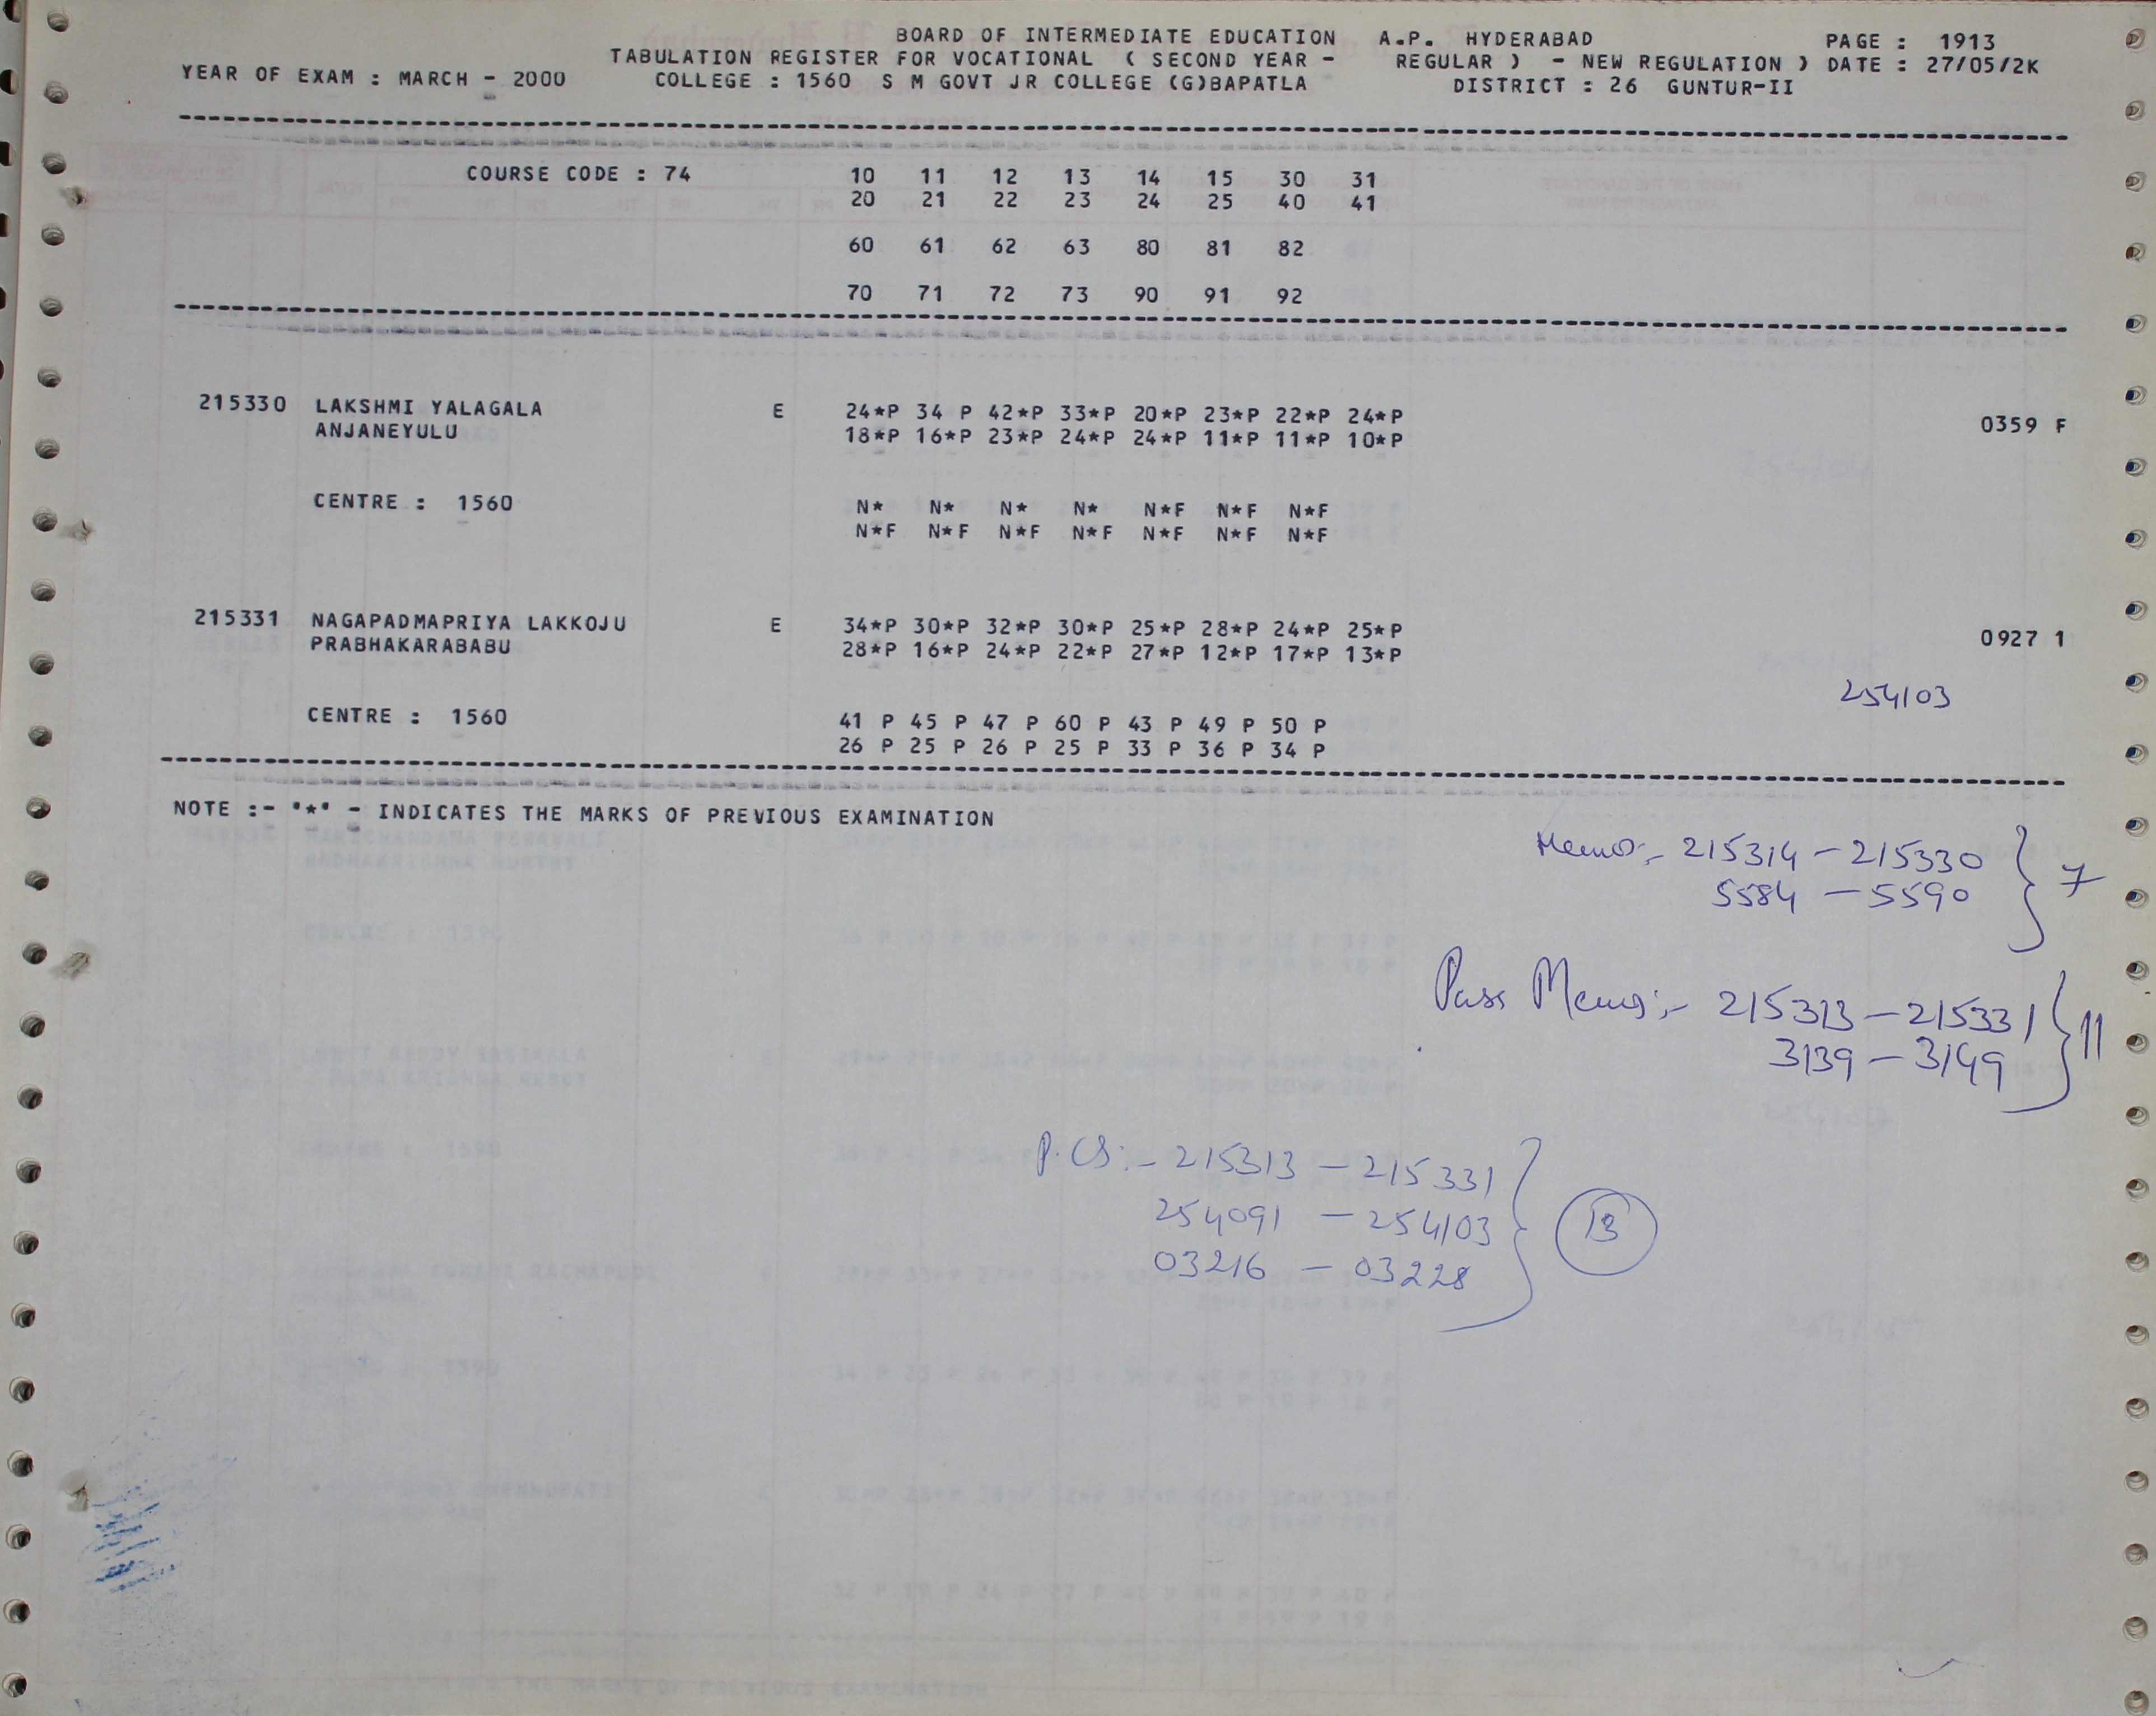 BOARD OF INTERMEDIATE EDUCATION A.P. HYDERABAD PAGE : 1913
TABULATION REGISTER FOR VOCATIONAL ( SECOND YEAR - REGULAR ) - NEW REGULATION ) DATE : 27/05/2K
YEAR OF EXAM : MARCH - 2000 COLLEGE : 1560 S M GOVT JR COLLEGE (G)BAPATLA DISTRICT : 26 GUNTUR-II
COURSE CODE : 74 10 11 12 13 14 15 30 31
20 21 22 23 24 25 40 41
60 61 62 63 80 81 82
70 71 72 73 90 91 92
215330 LAKSHMI YALAGALA E 24*P 34 P 42*P 33*P 20*P 23*P 22*P 24*P 0359 F
ANJANEYULU 18*P 16*P 23*P 24*P 24*P 11*P 11*P 10*P
CENTRE : 1560 N* N* N* N* N*F N*F N*F
N*F N*F N*F N*F N*F N*F N*F
215331 NAGAPADMAPRIYA LAKKOJU E 34*P 30*P 32*P 30*P 25*P 28*P 24*P 25*P 0927 1
PRABHAKARABABU 28*P 16*P 24*P 22*P 27*P 12*P 17*P 13*P
254103
CENTRE : 1560 41 P 45 P 47 P 60 P 43 P 49 P 50 P
26 P 25 P 26 P 25 P 33 P 36 P 34 P
NOTE :- '*' - INDICATES THE MARKS OF PREVIOUS EXAMINATION
Memo:- 215314 - 215330 } 7
5584 - 5590
Pass Memo:- 215313 - 215331 } 11
3139 - 3149
P.CS:- 215313 - 215331
254091 - 254103 } 13
03216 - 03228